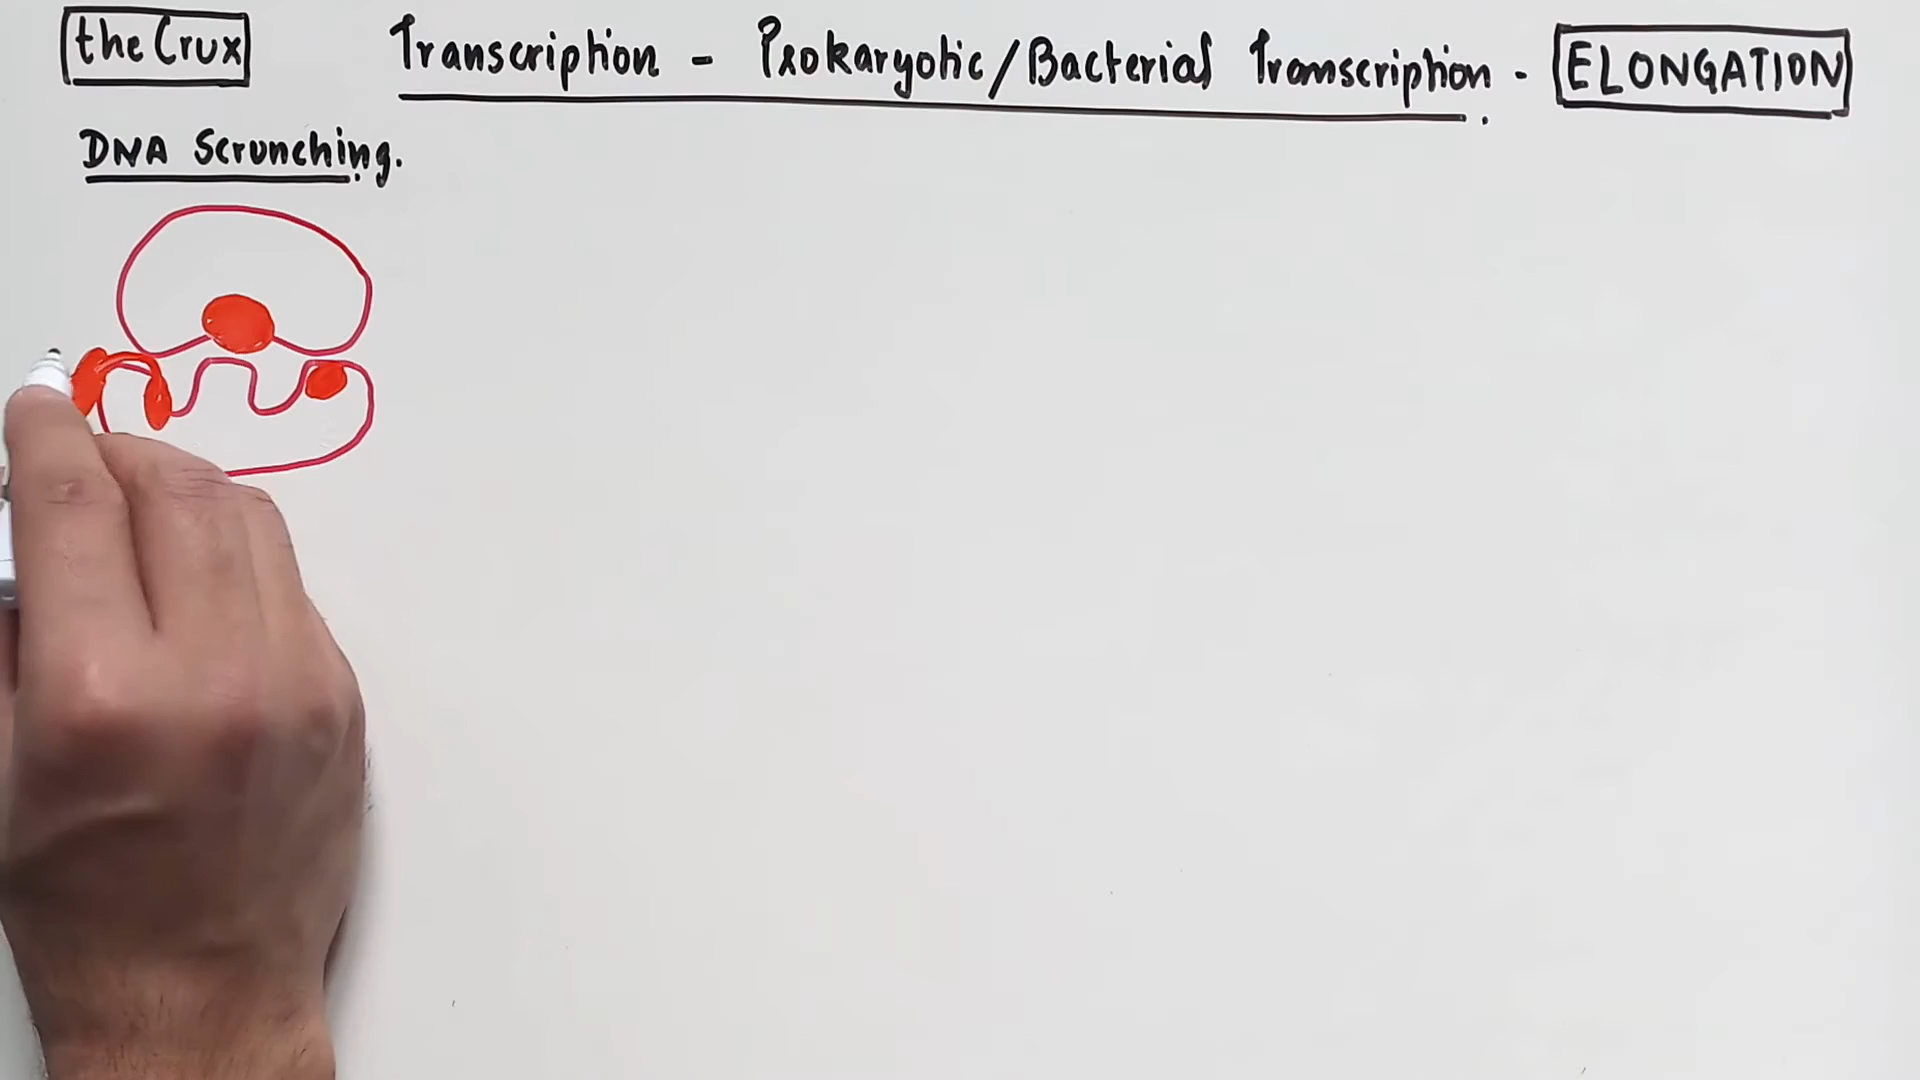 the Crux
Transcription - Prokaryotic/Bacterial Transcription - ELONGATION
DNA Scrunching.